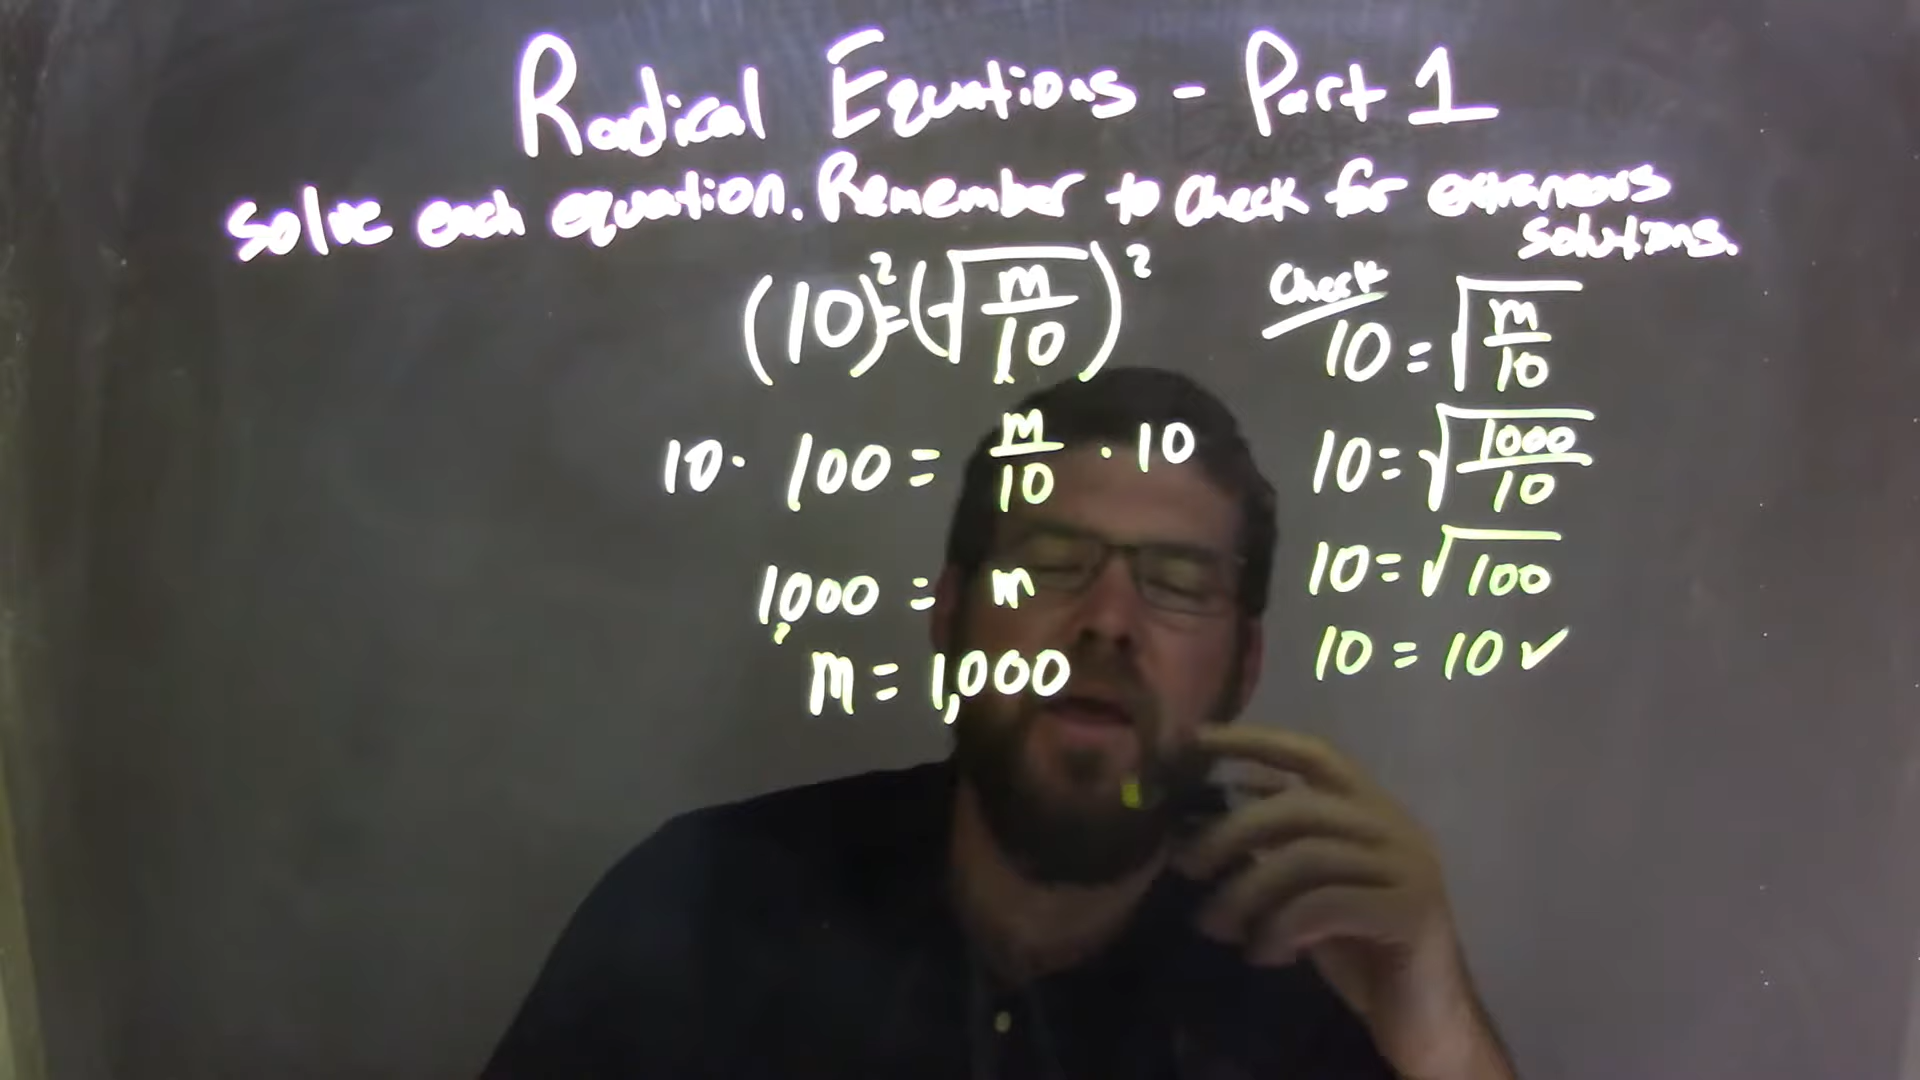 Radical Equations - Part 1
Solve each equation. Remember to check for extraneous
solutions.
(10)² = (√(m/10))²
10 · 100 = m/10 · 10
1,000 = m
m = 1,000
Check
10 = √(m/10)
10 = √(1000/10)
10 = √100
10 = 10 ✓